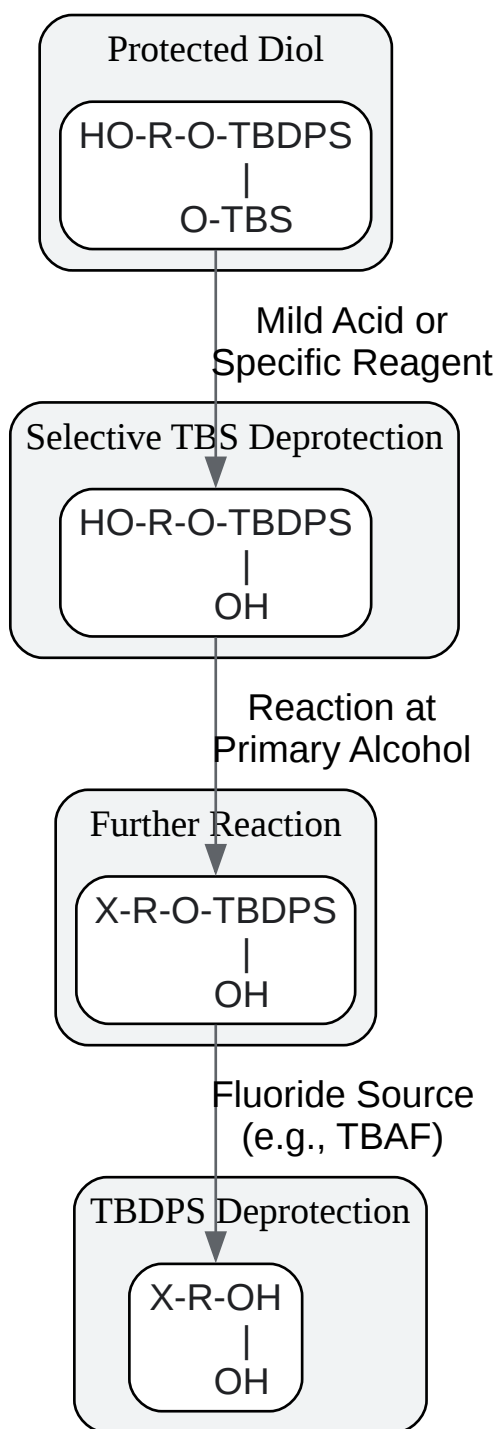 Protected Diol
HO-R-O-TBDPS
|
O-TBS
Mild Acid or
Specific Reagent
Selective TBS Deprotection
HO-R-O-TBDPS
|
OH
Reaction at
Primary Alcohol
Further Reaction
X-R-O-TBDPS
|
OH
Fluoride Source
(e.g., TBAF)
TBDPS Deprotection
X-R-OH
|
OH